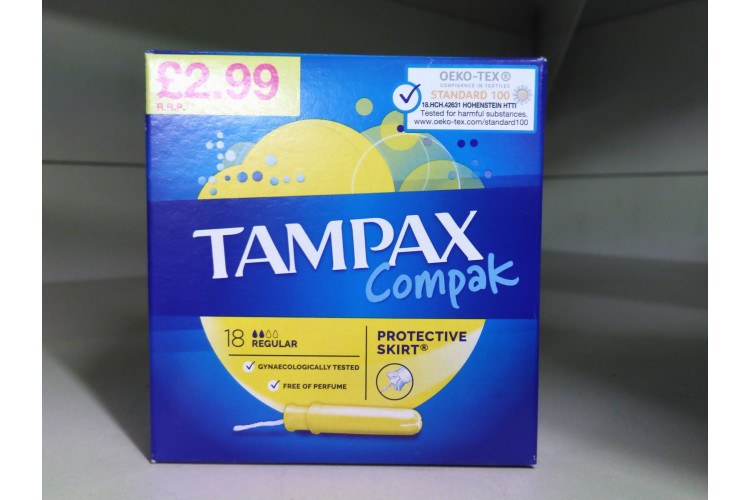 £2.99
R.R.P.
OEKO-TEX®
CONFIDENCE IN TEXTILES
STANDARD 100
18.HCH.42631 HOHENSTEIN HTTI
Tested for harmful substances.
www.oeko-tex.com/standard100
TAMPAX
Compak
18 REGULAR
GYNAECOLOGICALLY TESTED
FREE OF PERFUME
PROTECTIVE
SKIRT®